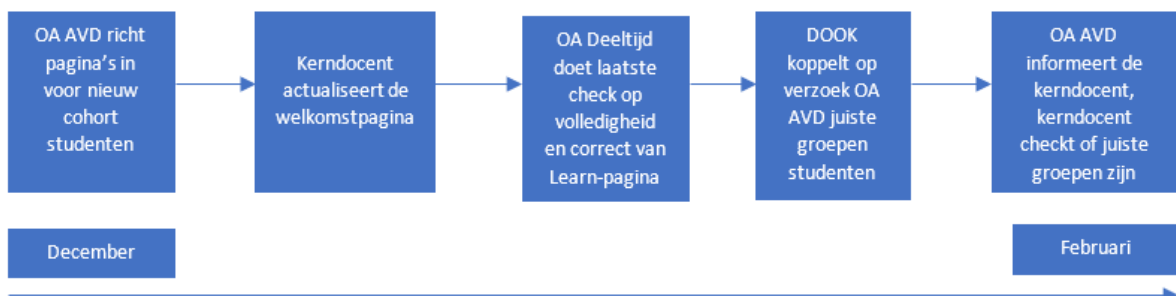 OA AVD richt
pagina's in
voor nieuw
cohort
studenten
Kerndocent
actualiseert de
welkomstpagina
OA Deeltijd
doet laatste
check op
volledigheid
en correct van
Learn-pagina
DOOK
koppelt op
verzoek OA
AVD juiste
groepen
studenten
OA AVD
informeert de
kerndocent,
kerndocent
checkt of juiste
groepen zijn
December
Februari